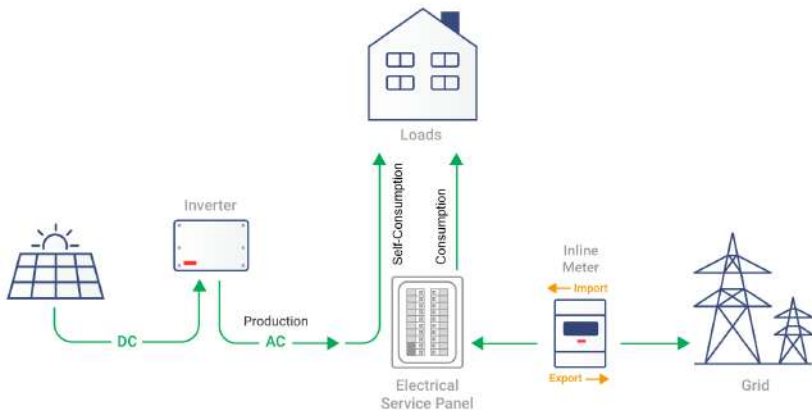 Loads
Inverter
Self-Consumption
Consumption
Inline
Meter
Import
Production
DC
AC
Export
Electrical
Service Panel
Grid